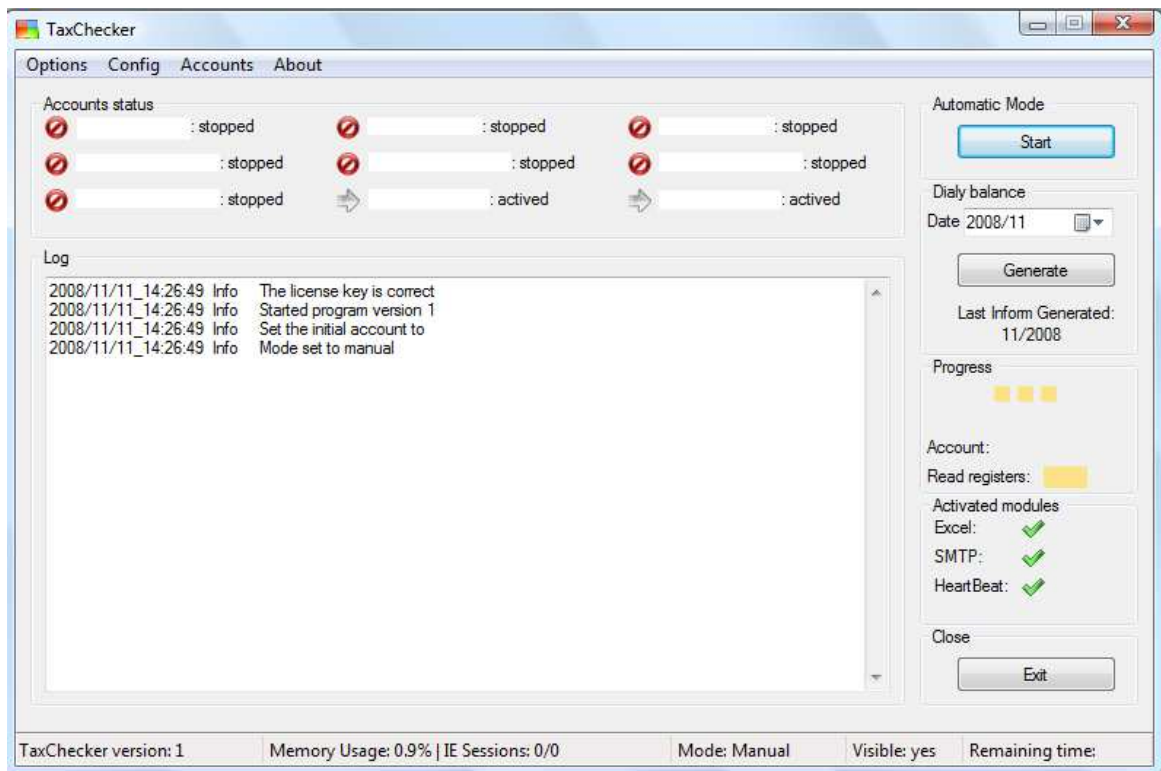 TaxChecker
Options Config Accounts About
Accounts status
: stopped : stopped : stopped
: stopped : stopped : stopped
: stopped : actived : actived
Log
2008/11/11_14:26:49 Info The license key is correct
2008/11/11_14:26:49 Info Started program version 1
2008/11/11_14:26:49 Info Set the initial account to
2008/11/11_14:26:49 Info Mode set to manual
Automatic Mode
Start
Dialy balance
Date 2008/11
Generate
Last Inform Generated:
11/2008
Progress
Account:
Read registers:
Activated modules
Excel:
SMTP:
HeartBeat:
Close
Exit
TaxChecker version: 1 Memory Usage: 0.9% | IE Sessions: 0/0 Mode: Manual Visible: yes Remaining time: